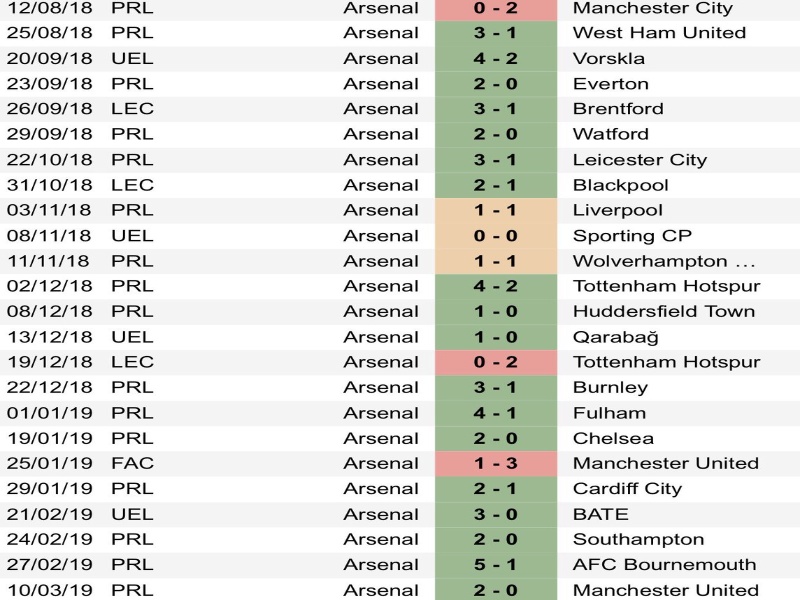 12/08/18 PRL Arsenal 0 - 2 Manchester City
25/08/18 PRL Arsenal 3 - 1 West Ham United
20/09/18 UEL Arsenal 4 - 2 Vorskla
23/09/18 PRL Arsenal 2 - 0 Everton
26/09/18 LEC Arsenal 3 - 1 Brentford
29/09/18 PRL Arsenal 2 - 0 Watford
22/10/18 PRL Arsenal 3 - 1 Leicester City
31/10/18 LEC Arsenal 2 - 1 Blackpool
03/11/18 PRL Arsenal 1 - 1 Liverpool
08/11/18 UEL Arsenal 0 - 0 Sporting CP
11/11/18 PRL Arsenal 1 - 1 Wolverhampton ...
02/12/18 PRL Arsenal 4 - 2 Tottenham Hotspur
08/12/18 PRL Arsenal 1 - 0 Huddersfield Town
13/12/18 UEL Arsenal 1 - 0 Qarabağ
19/12/18 LEC Arsenal 0 - 2 Tottenham Hotspur
22/12/18 PRL Arsenal 3 - 1 Burnley
01/01/19 PRL Arsenal 4 - 1 Fulham
19/01/19 PRL Arsenal 2 - 0 Chelsea
25/01/19 FAC Arsenal 1 - 3 Manchester United
29/01/19 PRL Arsenal 2 - 1 Cardiff City
21/02/19 UEL Arsenal 3 - 0 BATE
24/02/19 PRL Arsenal 2 - 0 Southampton
27/02/19 PRL Arsenal 5 - 1 AFC Bournemouth
10/03/19 PRL Arsenal 2 - 0 Manchester United